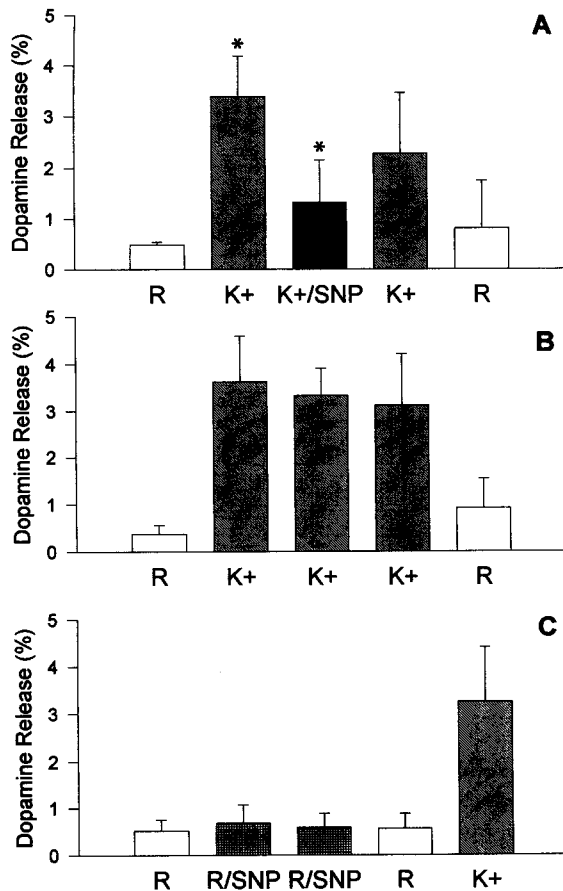 A
Dopamine Release (%)
5
4
3
2
1
0
*
*
R K+ K+/SNP K+ R
B
Dopamine Release (%)
5
4
3
2
1
0
R K+ K+ K+ R
C
Dopamine Release (%)
5
4
3
2
1
0
R R/SNP R/SNP R K+